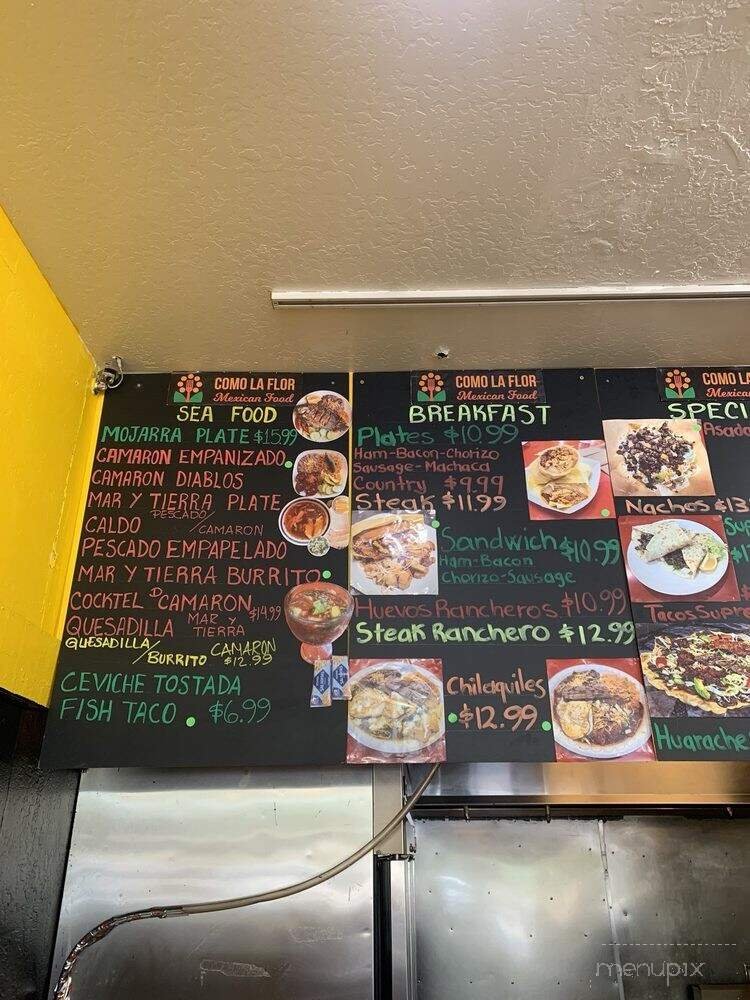 COMO LA FLOR
Mexican Food
SEA FOOD
MOJARRA PLATE $15.99
CAMARON EMPANIZADO
CAMARON DIABLOS
MAR Y TIERRA PLATE
CALDO PESCADO/CAMARON
PESCADO EMPAPELADO
MAR Y TIERRA BURRITO
COCKTEL D CAMARON $14.99
QUESADILLA MAR Y TIERRA
QUESADILLA/BURRITO CAMARON $12.99
CEVICHE TOSTADA
FISH TACO $6.99
COMO LA FLOR
Mexican Food
BREAKFAST
Plates $10.99
Ham-Bacon-Chorizo
Sausage-Machaca
Country $9.99
Steak $11.99
Sandwich $10.99
Ham-Bacon
Chorizo-Sausage
Huevos Rancheros $10.99
Steak Ranchero $12.99
Chilaquiles
$12.99
COMO LA
Mexican
SPECI
Asada
Nachos $13
Sup
Tacos Supre
Huarache
menupix